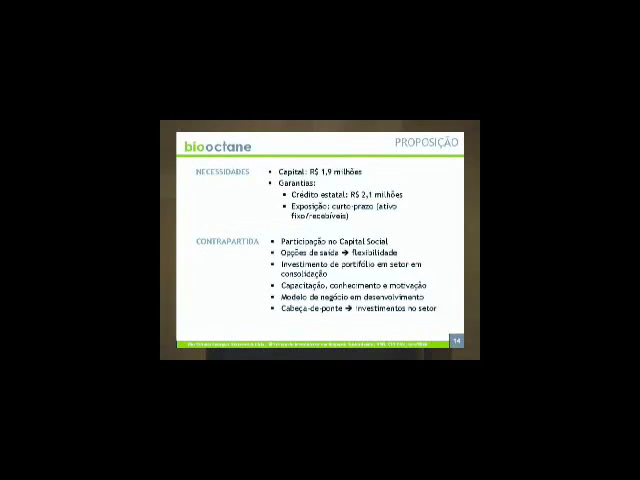 biooctane
PROPOSIÇÃO
NECESSIDADES
▪ Capital: R$ 1,9 milhões
▪ Garantias:
▪ Crédito estatal: R$ 2,1 milhões
▪ Exposição: curto-prazo (ativo
fixo/recebíveis)
CONTRAPARTIDA
▪ Participação no Capital Social
▪ Opções de saída ➔ flexibilidade
▪ Investimento de portifólio em setor em
consolidação
▪ Capacitação, conhecimento e motivação
▪ Modelo de negócio em desenvolvimento
▪ Cabeça-de-ponte ➔ investimentos no setor
14